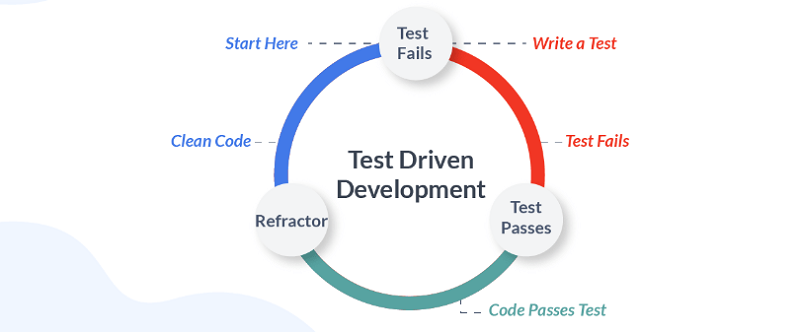 Test
Fails
Start Here
Write a Test
Clean Code
Test Fails
Test Driven
Development
Refractor
Test
Passes
Code Passes Test